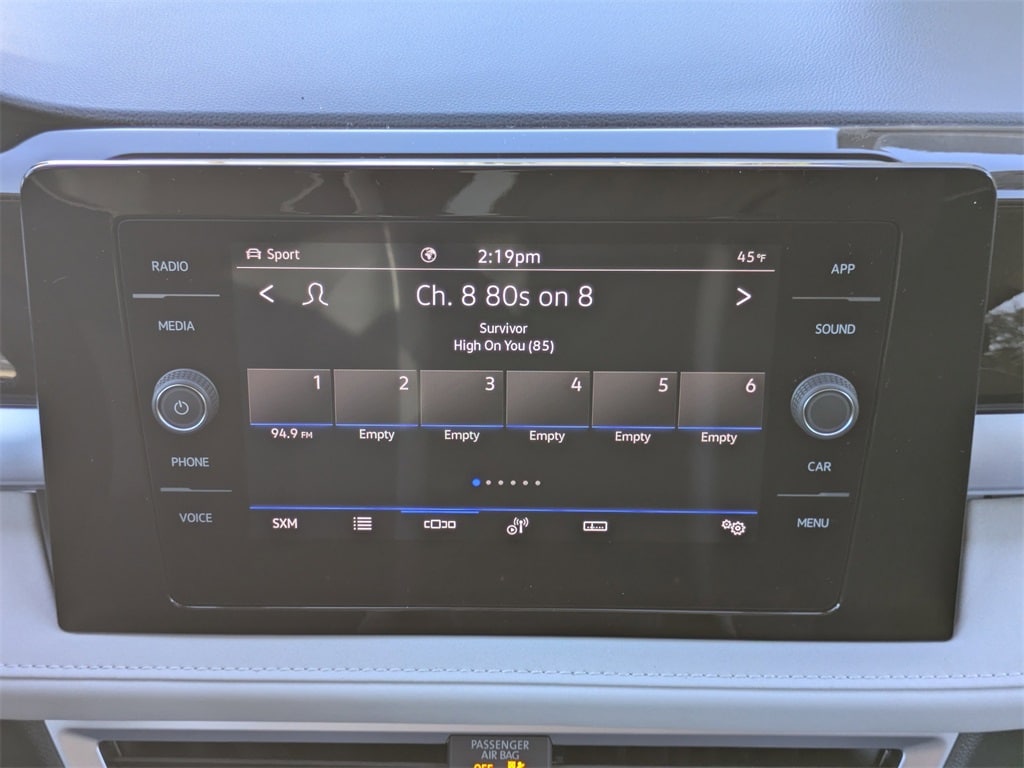 RADIO
MEDIA
PHONE
VOICE
Sport 2:19pm 45°F
< Ch. 8 80s on 8 >
Survivor
High On You (85)
1 2 3 4 5 6
94.9 FM Empty Empty Empty Empty Empty
SXM
APP
SOUND
CAR
MENU
PASSENGER
AIR BAG
OFF